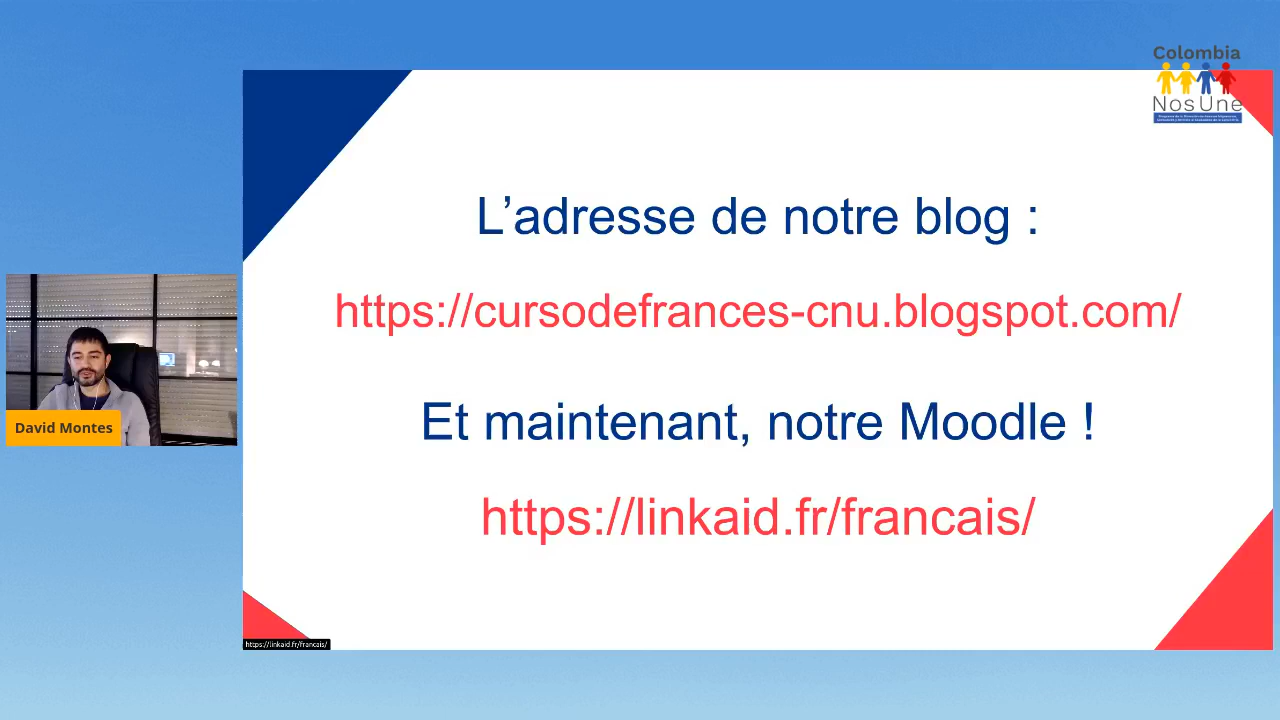 Colombia
NosUne
L’adresse de notre blog :
https://cursodefrances-cnu.blogspot.com/
Et maintenant, notre Moodle !
https://linkaid.fr/francais/
David Montes
https://linkaid.fr/francais/